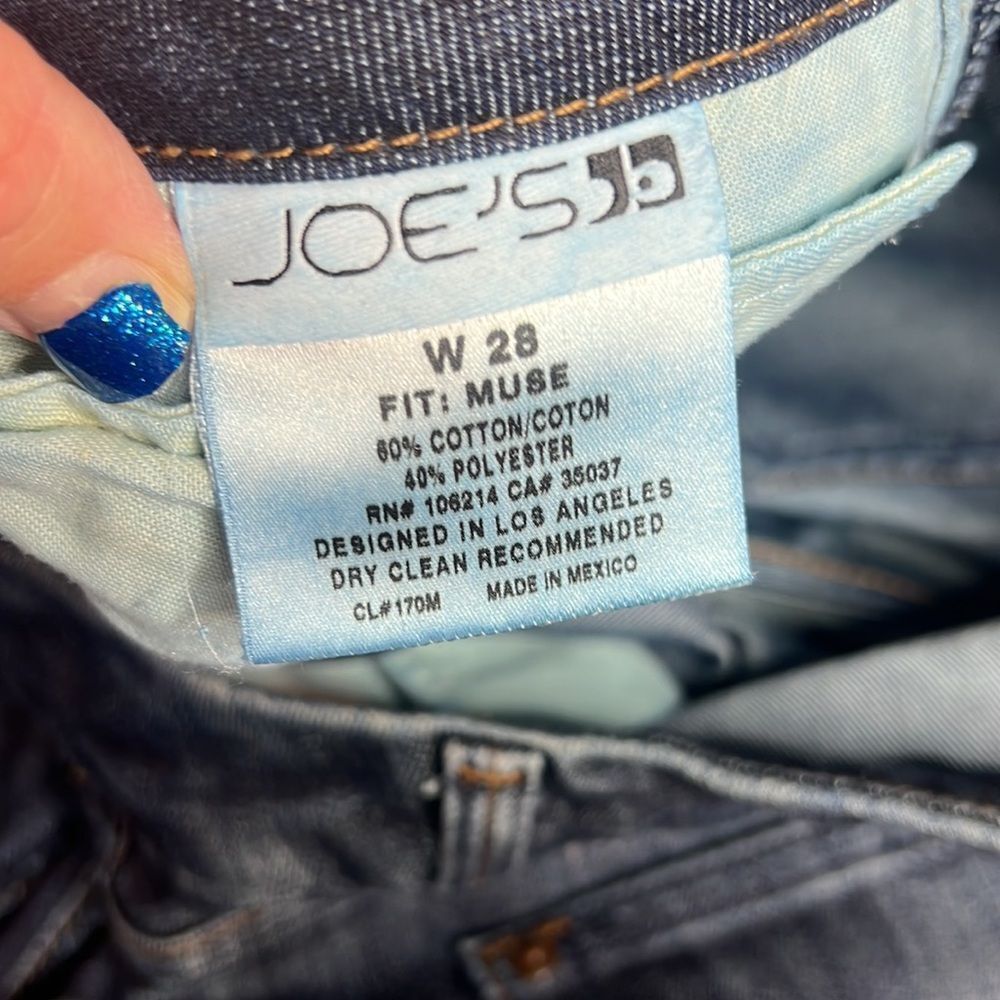 JOE'S
W 28
FIT: MUSE
60% COTTON/COTON
40% POLYESTER
RN# 106214 CA# 35037
DESIGNED IN LOS ANGELES
DRY CLEAN RECOMMENDED
CL#170M MADE IN MEXICO